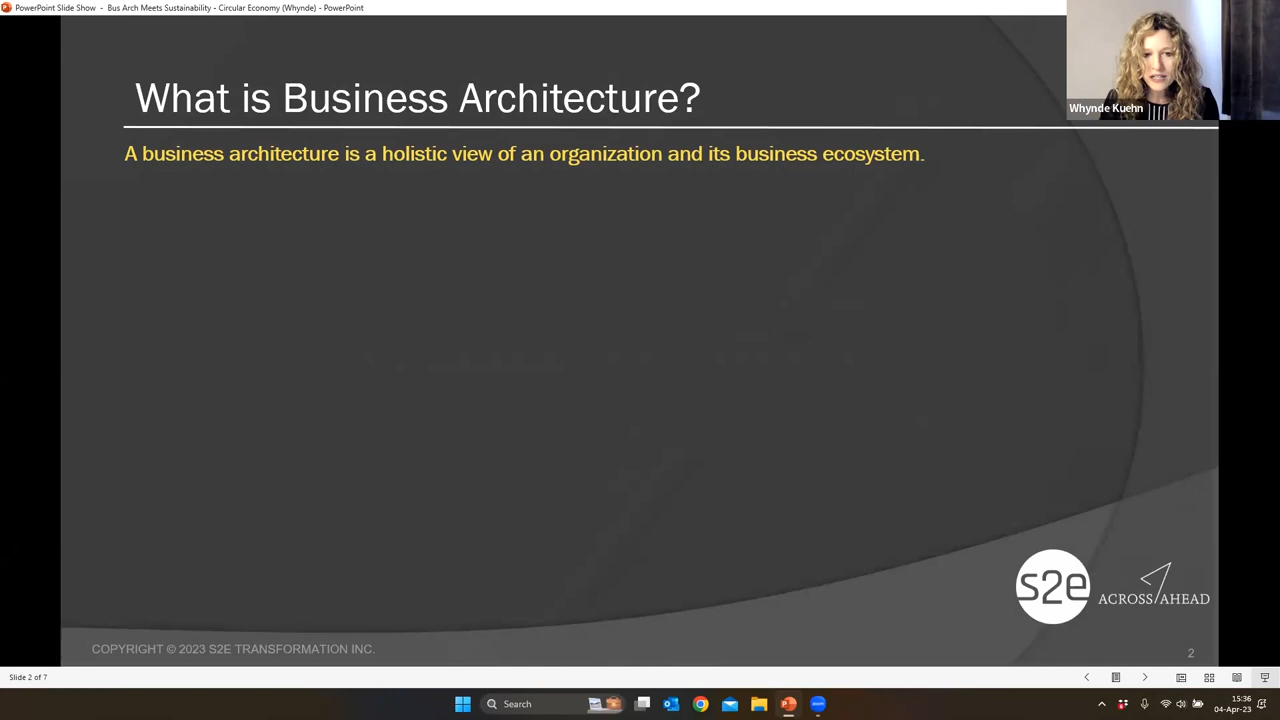 PowerPoint Slide Show - Bus Arch Meets Sustainability - Circular Economy (Whynde) - PowerPoint
Whynde Kuehn
What is Business Architecture?
A business architecture is a holistic view of an organization and its business ecosystem.
s2e
ACROSS AHEAD
COPYRIGHT © 2023 S2E TRANSFORMATION INC.
2
Slide 2 of 7
Search
zoom
15:36
04-Apr-23